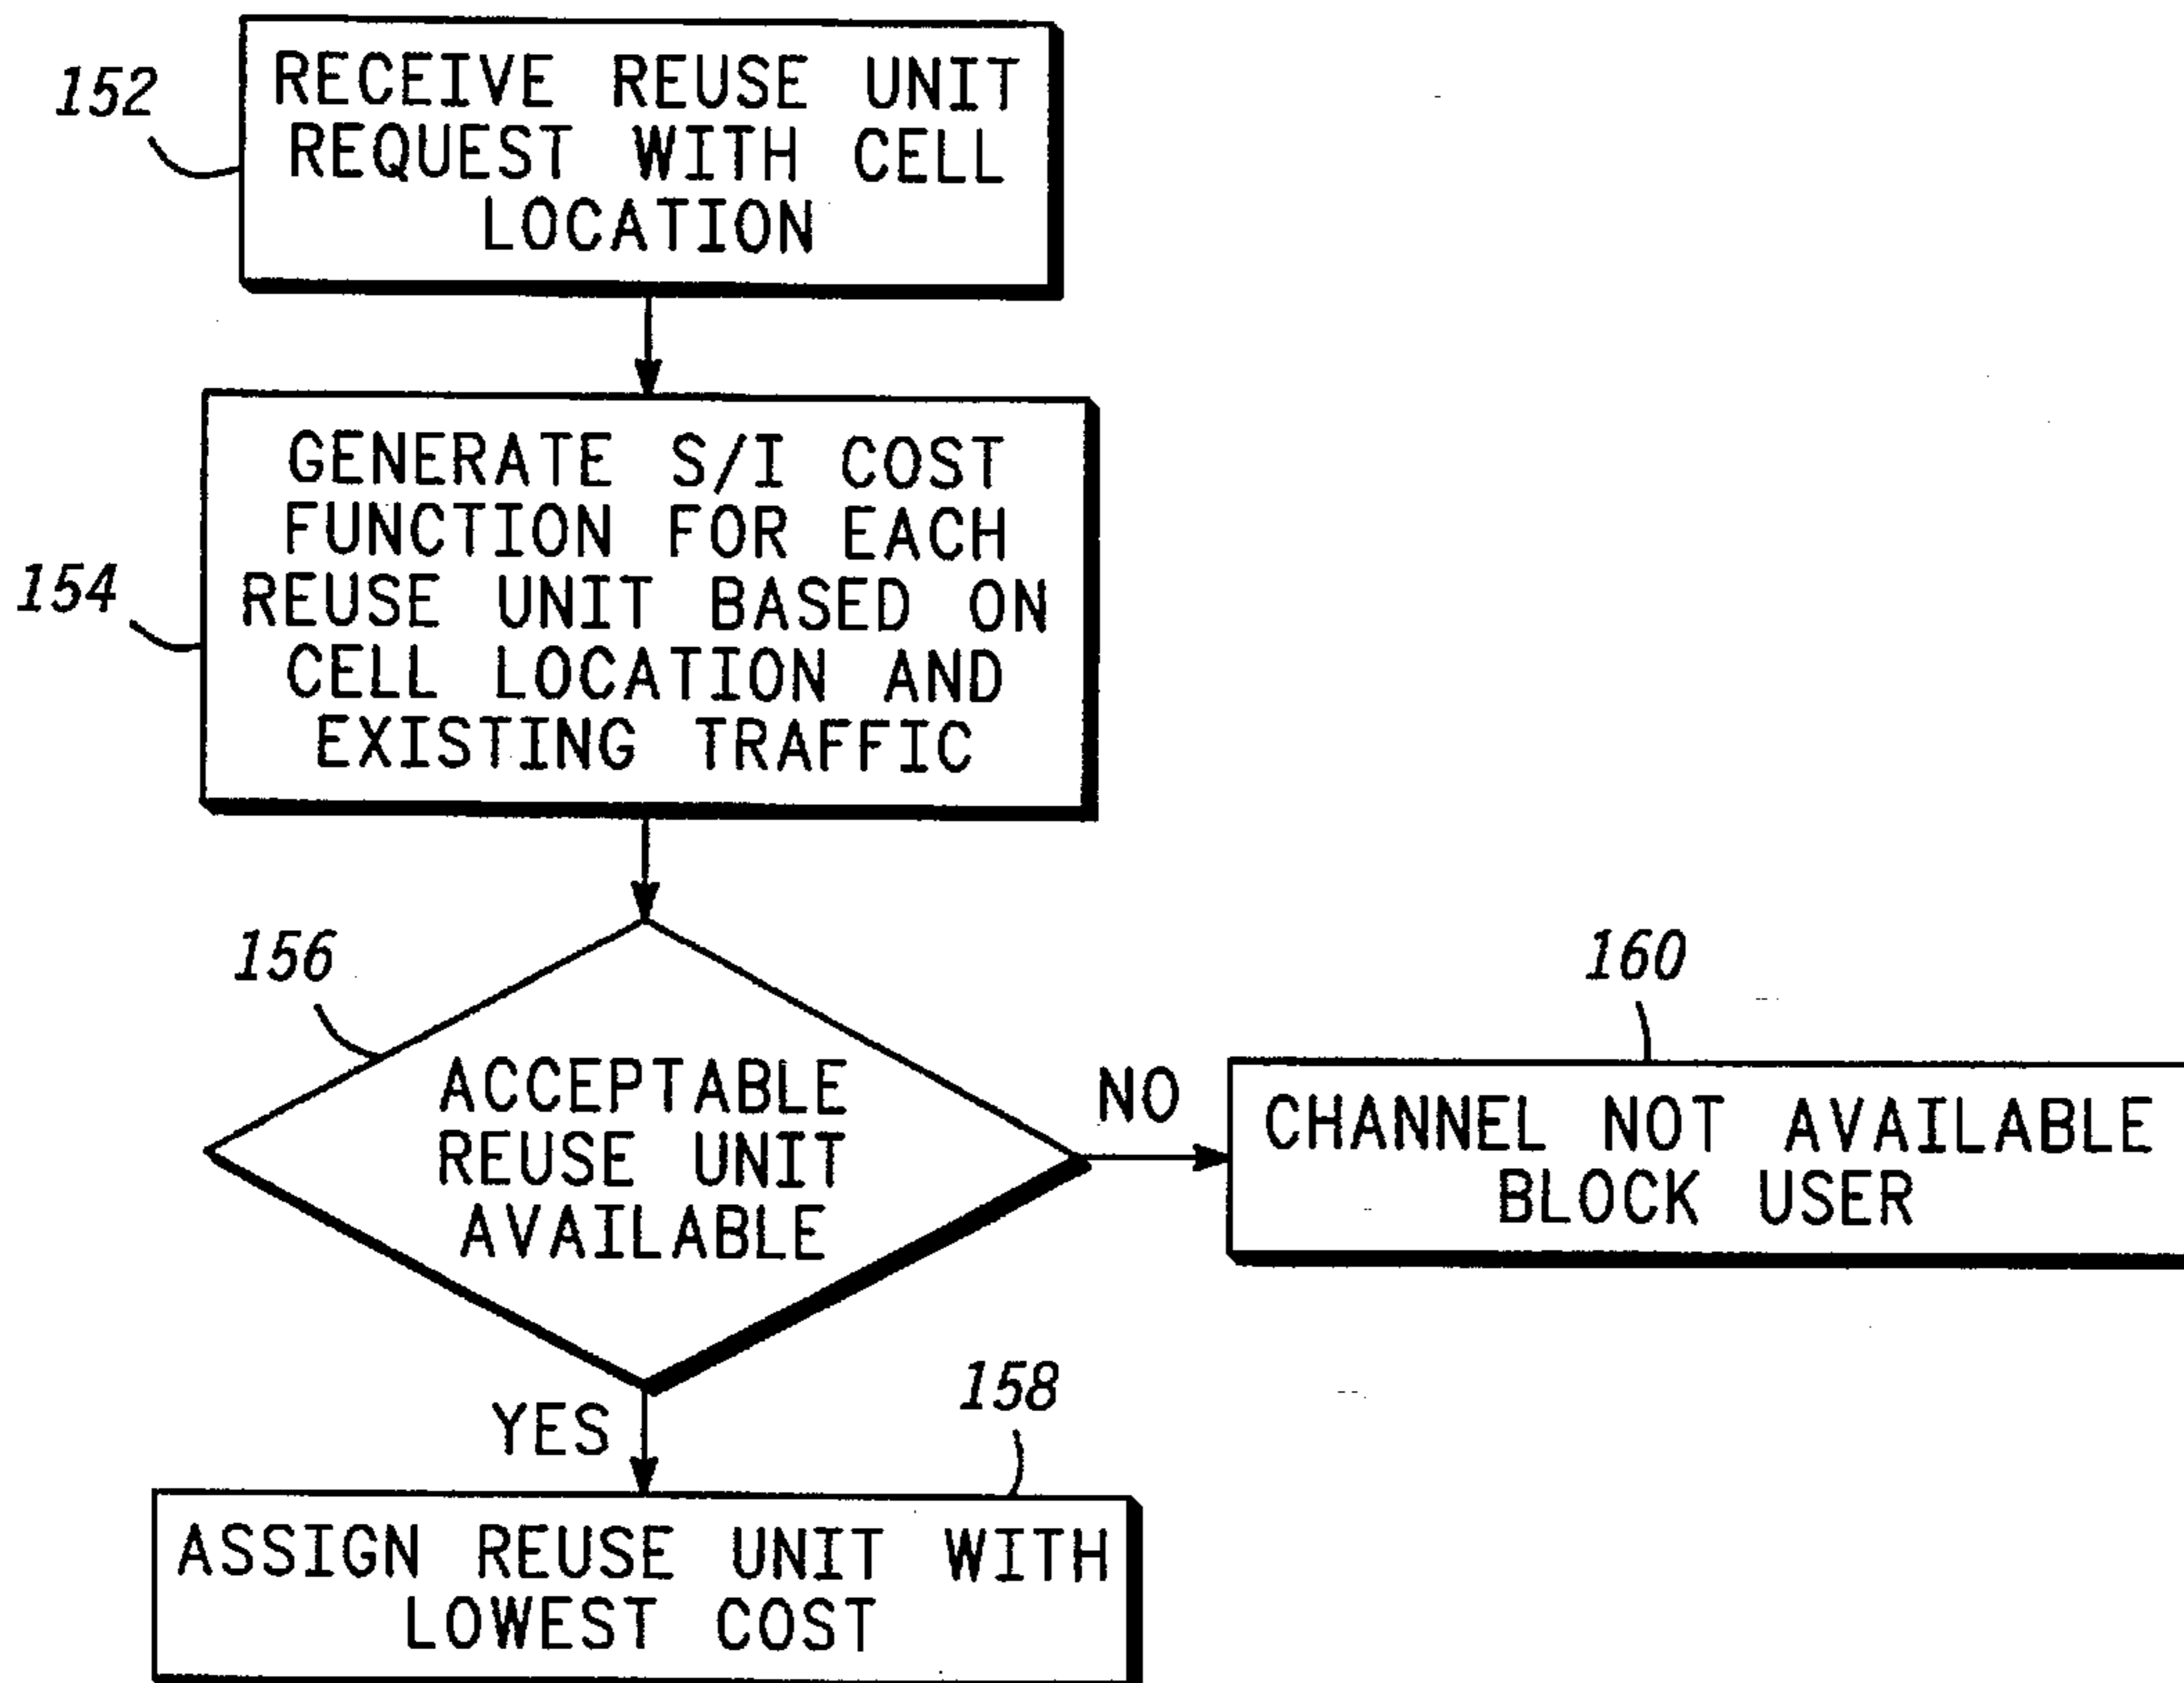 152
RECEIVE REUSE UNIT
REQUEST WITH CELL
LOCATION
154
GENERATE S/I COST
FUNCTION FOR EACH
REUSE UNIT BASED ON
CELL LOCATION AND
EXISTING TRAFFIC
156
ACCEPTABLE
REUSE UNIT
AVAILABLE
NO
160
CHANNEL NOT AVAILABLE
BLOCK USER
YES
158
ASSIGN REUSE UNIT WITH
LOWEST COST